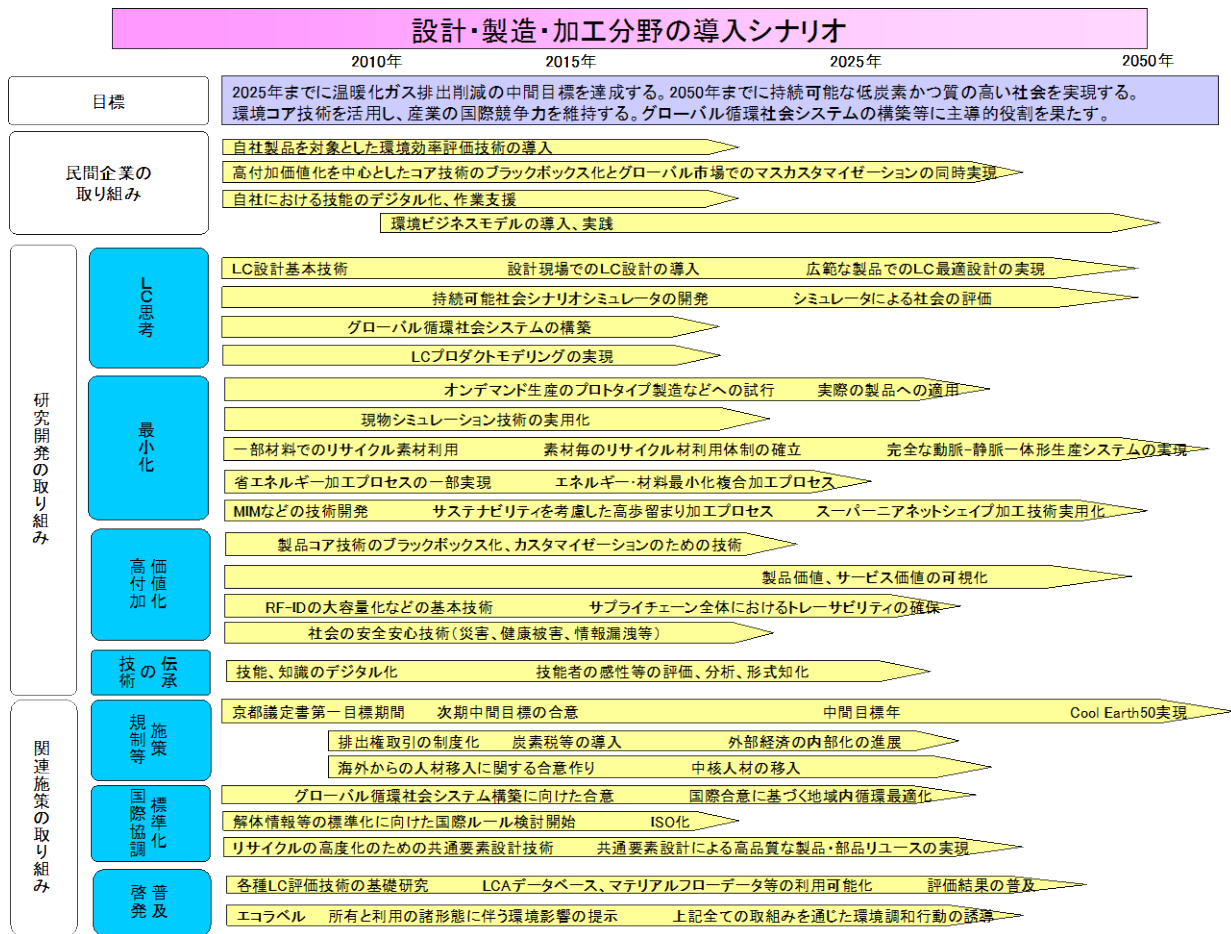 設計・製造・加工分野の導入シナリオ
2010年 2015年 2025年 2050年
目標
2025年までに温暖化ガス排出削減の中間目標を達成する。2050年までに持続可能な低炭素かつ質の高い社会を実現する。
環境コア技術を活用し、産業の国際競争力を維持する。グローバル循環社会システムの構築等に主導的役割を果たす。
民間企業の
取り組み
自社製品を対象とした環境効率評価技術の導入
高付加価値化を中心としたコア技術のブラックボックス化とグローバル市場でのマスカスタマイゼーションの同時実現
自社における技能のデジタル化、作業支援
環境ビジネスモデルの導入、実践
研究開発の取り組み
LC思考
LC設計基本技術 設計現場でのLC設計の導入 広範な製品でのLC最適設計の実現
持続可能社会シナリオシミュレータの開発 シミュレータによる社会の評価
グローバル循環社会システムの構築
LCプロダクトモデリングの実現
最小化
オンデマンド生産のプロトタイプ製造などへの試行 実際の製品への適用
現物シミュレーション技術の実用化
一部材料でのリサイクル素材利用 素材毎のリサイクル材利用体制の確立 完全な動脈-静脈一体形生産システムの実現
省エネルギー加工プロセスの一部実現 エネルギー・材料最小化複合加工プロセス
MIMなどの技術開発 サステナビリティを考慮した高歩留まり加工プロセス スーパーニアネットシェイプ加工技術実用化
高付加
価値化
製品コア技術のブラックボックス化、カスタマイゼーションのための技術
製品価値、サービス価値の可視化
RF-IDの大容量化などの基本技術 サプライチェーン全体におけるトレーサビリティの確保
社会の安全安心技術(災害、健康被害、情報漏洩等)
技術
の
伝承
技能、知識のデジタル化 技能者の感性等の評価、分析、形式知化
関連施策の取り組み
規制等
施策
京都議定書第一目標期間 次期中間目標の合意 中間目標年 Cool Earth50実現
排出権取引の制度化 炭素税等の導入 外部経済の内部化の進展
海外からの人材移入に関する合意作り 中核人材の移入
国際協調
標準化
グローバル循環社会システム構築に向けた合意 国際合意に基づく地域内循環最適化
解体情報等の標準化に向けた国際ルール検討開始 ISO化
リサイクルの高度化のための共通要素設計技術 共通要素設計による高品質な製品・部品リユースの実現
啓発
普及
各種LC評価技術の基礎研究 LCAデータベース、マテリアルフローデータ等の利用可能化 評価結果の普及
エコラベル 所有と利用の諸形態に伴う環境影響の提示 上記全ての取組みを通じた環境調和行動の誘導